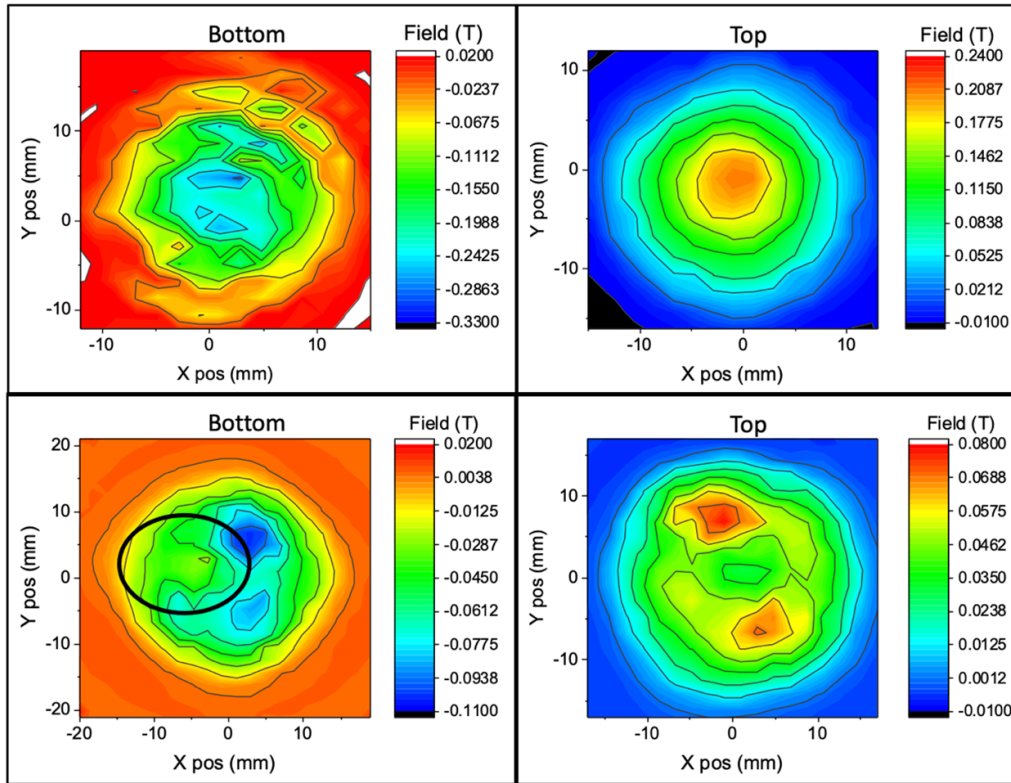 Bottom
Field (T)
0.0200
-0.0237
-0.0675
-0.1112
-0.1550
-0.1988
-0.2425
-0.2863
-0.3300
10
0
-10
Y pos (mm)
-10 0 10
X pos (mm)
Top
Field (T)
0.2400
0.2087
0.1775
0.1462
0.1150
0.0838
0.0525
0.0212
-0.0100
10
0
-10
Y pos (mm)
-10 0 10
X pos (mm)
Bottom
Field (T)
0.0200
0.0038
-0.0125
-0.0287
-0.0450
-0.0612
-0.0775
-0.0938
-0.1100
20
10
0
-10
-20
Y pos (mm)
-20 -10 0 10
X pos (mm)
Top
Field (T)
0.0800
0.0688
0.0575
0.0462
0.0350
0.0238
0.0125
0.0012
-0.0100
10
0
-10
Y pos (mm)
-10 0 10
X pos (mm)